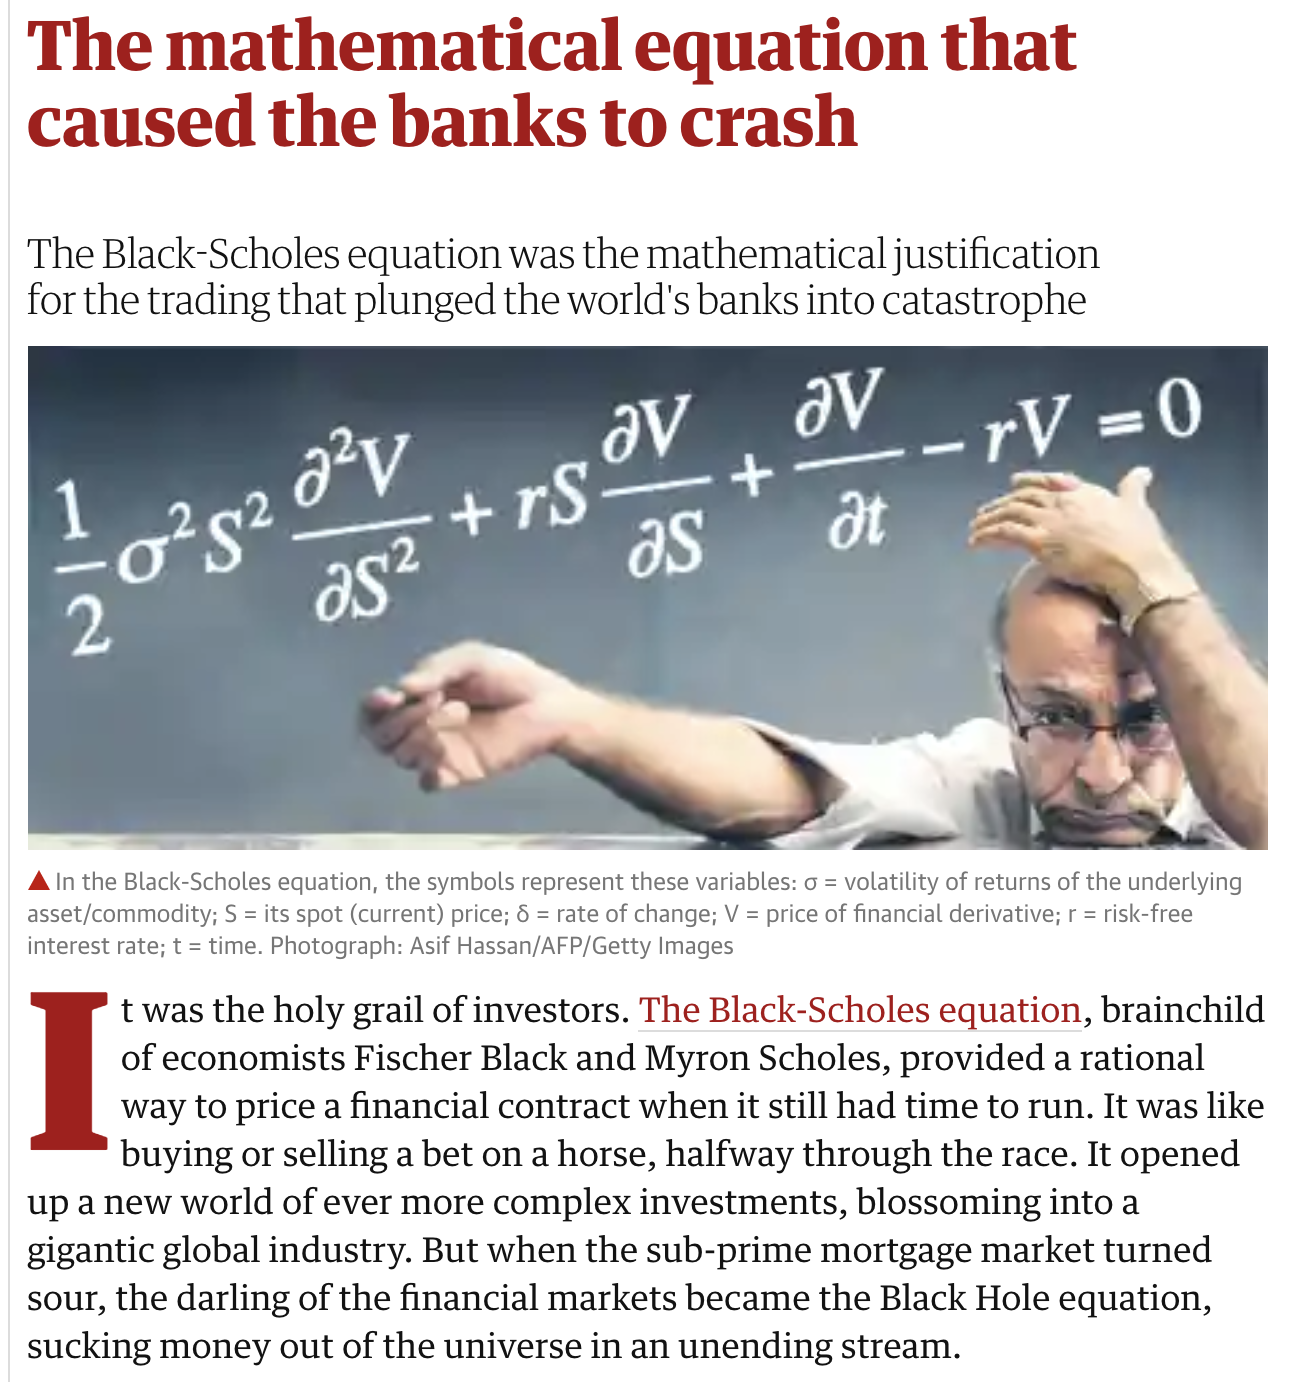 The mathematical equation that
caused the banks to crash
The Black-Scholes equation was the mathematical justification
for the trading that plunged the world's banks into catastrophe
1/2 σ²S² ∂²V/∂S² + rS ∂V/∂S + ∂V/∂t − rV = 0
▲ In the Black-Scholes equation, the symbols represent these variables: σ = volatility of returns of the underlying
asset/commodity; S = its spot (current) price; δ = rate of change; V = price of financial derivative; r = risk-free
interest rate; t = time. Photograph: Asif Hassan/AFP/Getty Images
It was the holy grail of investors. The Black-Scholes equation, brainchild
of economists Fischer Black and Myron Scholes, provided a rational
way to price a financial contract when it still had time to run. It was like
buying or selling a bet on a horse, halfway through the race. It opened
up a new world of ever more complex investments, blossoming into a
gigantic global industry. But when the sub-prime mortgage market turned
sour, the darling of the financial markets became the Black Hole equation,
sucking money out of the universe in an unending stream.